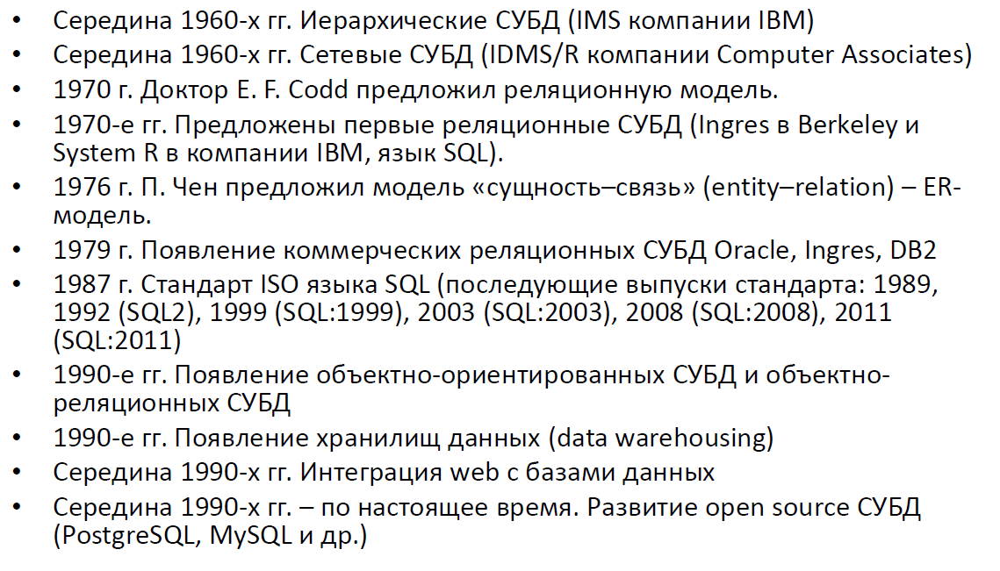 • Середина 1960-х гг. Иерархические СУБД (IMS компании IBM)
• Середина 1960-х гг. Сетевые СУБД (IDMS/R компании Computer Associates)
• 1970 г. Доктор E. F. Codd предложил реляционную модель.
• 1970-е гг. Предложены первые реляционные СУБД (Ingres в Berkeley и
System R в компании IBM, язык SQL).
• 1976 г. П. Чен предложил модель «сущность–связь» (entity–relation) – ER-
модель.
• 1979 г. Появление коммерческих реляционных СУБД Oracle, Ingres, DB2
• 1987 г. Стандарт ISO языка SQL (последующие выпуски стандарта: 1989,
1992 (SQL2), 1999 (SQL:1999), 2003 (SQL:2003), 2008 (SQL:2008), 2011
(SQL:2011)
• 1990-е гг. Появление объектно-ориентированных СУБД и объектно-
реляционных СУБД
• 1990-е гг. Появление хранилищ данных (data warehousing)
• Середина 1990-х гг. Интеграция web с базами данных
• Середина 1990-х гг. – по настоящее время. Развитие open source СУБД
(PostgreSQL, MySQL и др.)